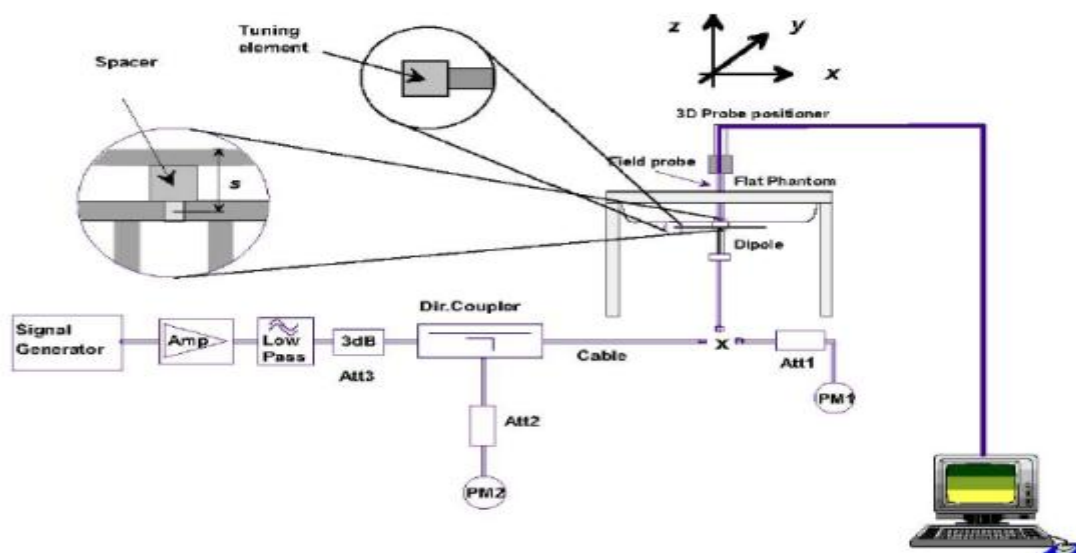 Tuning
element
Spacer
s
z
y
x
3D Probe positioner
Field probe
Flat Phantom
Dipole
Signal
Generator
Amp
Low
Pass
3dB
Att3
Dir.Coupler
Cable
x
Att1
PM1
Att2
PM2